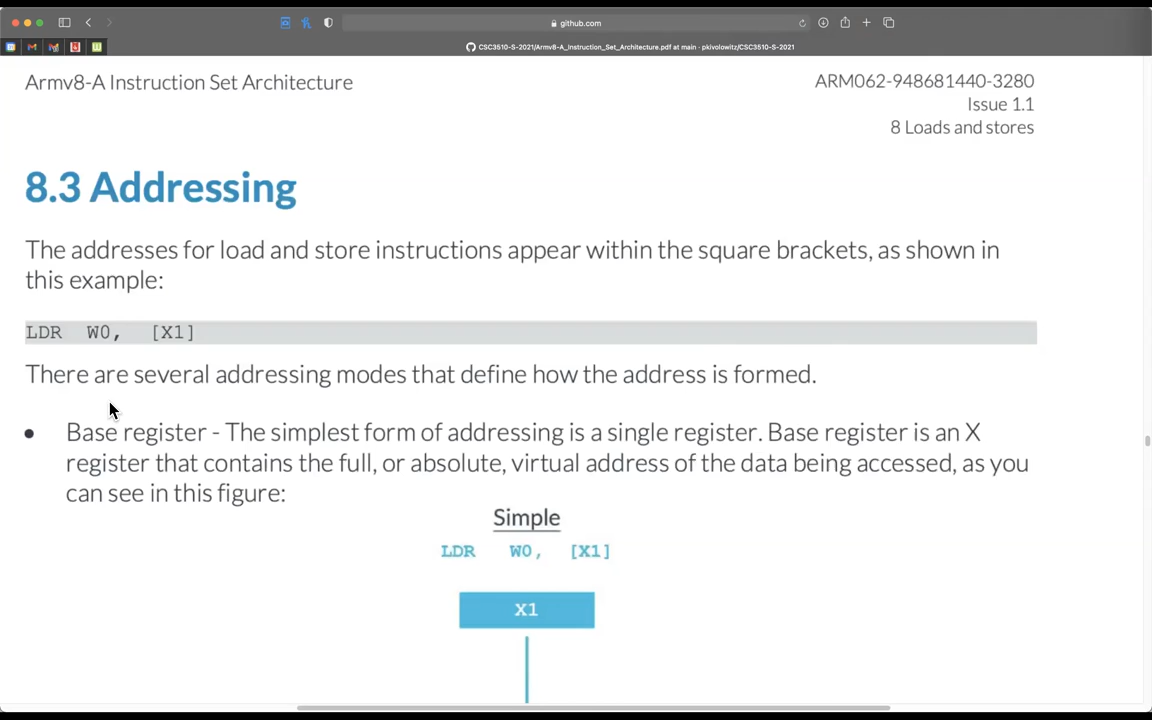 github.com
CSC3510-S-2021/Armv8-A_Instruction_Set_Architecture.pdf at main · pkivolowitz/CSC3510-S-2021
Armv8-A Instruction Set Architecture
ARM062-948681440-3280
Issue 1.1
8 Loads and stores
8.3 Addressing
The addresses for load and store instructions appear within the square brackets, as shown in
this example:
LDR W0, [X1]
There are several addressing modes that define how the address is formed.
• Base register - The simplest form of addressing is a single register. Base register is an X
register that contains the full, or absolute, virtual address of the data being accessed, as you
can see in this figure:
Simple
LDR W0, [X1]
X1